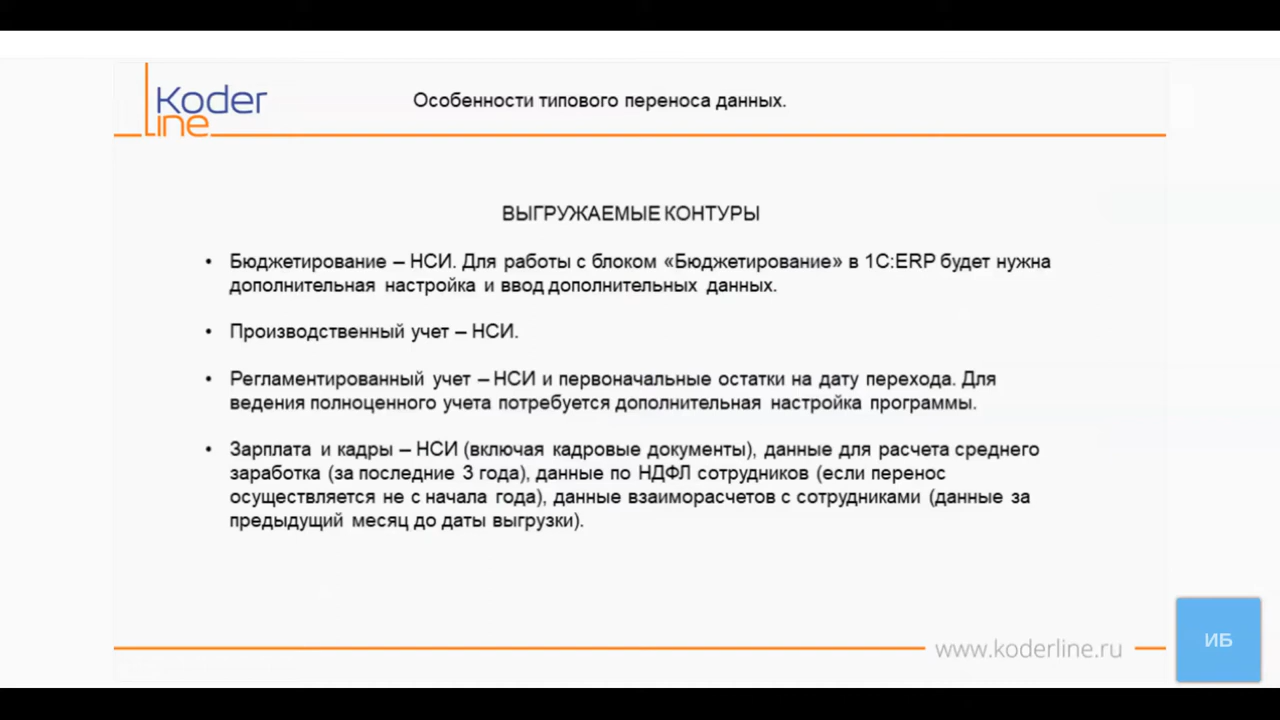 Koder
line
Особенности типового переноса данных.
ВЫГРУЖАЕМЫЕ КОНТУРЫ
• Бюджетирование – НСИ. Для работы с блоком «Бюджетирование» в 1С:ERP будет нужна
дополнительная настройка и ввод дополнительных данных.
• Производственный учет – НСИ.
• Регламентированный учет – НСИ и первоначальные остатки на дату перехода. Для
ведения полноценного учета потребуется дополнительная настройка программы.
• Зарплата и кадры – НСИ (включая кадровые документы), данные для расчета среднего
заработка (за последние 3 года), данные по НДФЛ сотрудников (если перенос
осуществляется не с начала года), данные взаиморасчетов с сотрудниками (данные за
предыдущий месяц до даты выгрузки).
www.koderline.ru
ИБ